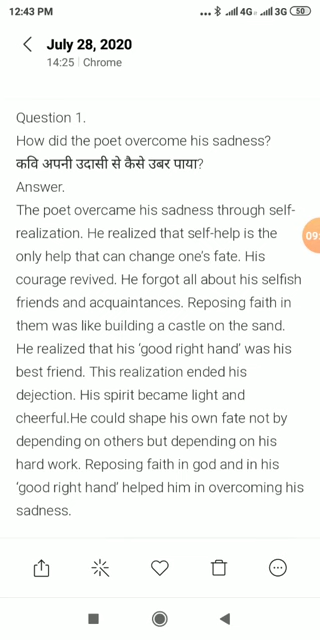 12:43 PM ... 4G 3G 50
July 28, 2020
14:25 Chrome
Question 1.
How did the poet overcome his sadness?
कवि अपनी उदासी से कैसे उबर पाया?
Answer.
The poet overcame his sadness through self-
realization. He realized that self-help is the
only help that can change one's fate. His
courage revived. He forgot all about his selfish
friends and acquaintances. Reposing faith in
them was like building a castle on the sand.
He realized that his 'good right hand' was his
best friend. This realization ended his
dejection. His spirit became light and
cheerful.He could shape his own fate not by
depending on others but depending on his
hard work. Reposing faith in god and in his
'good right hand' helped him in overcoming his
sadness.